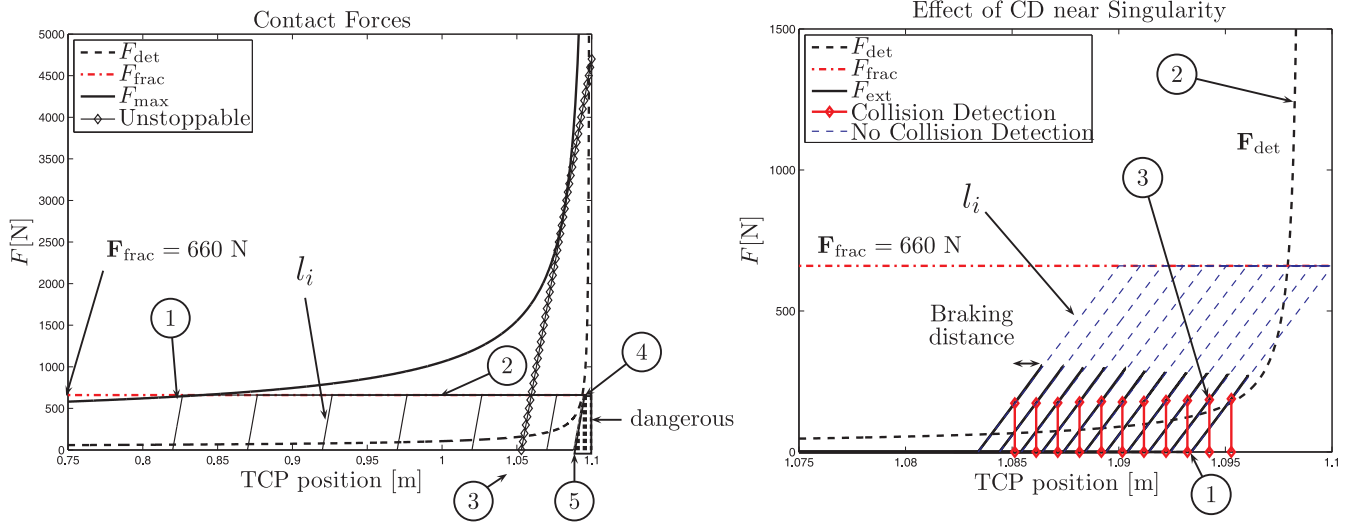 Contact Forces
5000
4500
4000
3500
3000
2500
2000
1500
1000
500
0
F[N]
F_det
F_frac
F_max
Unstoppable
F_frac = 660 N
l_i
1
2
3
4
5
dangerous
0.75
0.8
0.85
0.9
0.95
1
1.05
1.1
TCP position [m]
Effect of CD near Singularity
1500
1000
500
0
F[N]
F_det
F_frac
F_ext
Collision Detection
No Collision Detection
2
F_det
3
l_i
F_frac = 660 N
Braking
distance
1.075
1.08
1.085
1.09
1.095
1.1
TCP position [m]
1